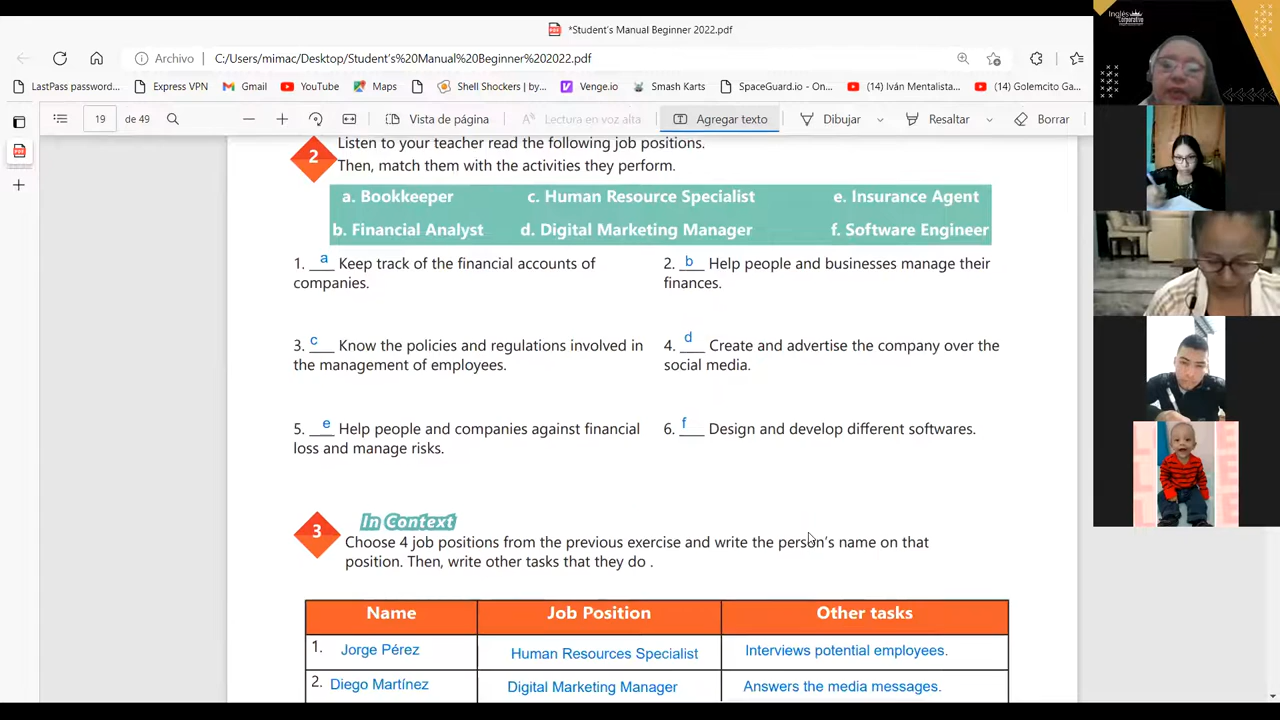 *Student's Manual Beginner 2022.pdf
Archivo
C:/Users/mimac/Desktop/Student's%20Manual%20Beginner%202022.pdf
LastPass password...
Express VPN
Gmail
YouTube
Maps
Shell Shockers | by...
Venge.io
Smash Karts
SpaceGuard.io - On...
(14) Iván Mentalista...
(14) Golemcito Ga...
19
de 49
Vista de página
Lectura en voz alta
Agregar texto
Dibujar
Resaltar
Borrar
2
Listen to your teacher read the following job positions.
Then, match them with the activities they perform.
a. Bookkeeper
c. Human Resource Specialist
e. Insurance Agent
b. Financial Analyst
d. Digital Marketing Manager
f. Software Engineer
1. a Keep track of the financial accounts of
companies.
2. b Help people and businesses manage their
finances.
3. c Know the policies and regulations involved in
the management of employees.
4. d Create and advertise the company over the
social media.
5. e Help people and companies against financial
loss and manage risks.
6. f Design and develop different softwares.
3
In Context
Choose 4 job positions from the previous exercise and write the person's name on that
position. Then, write other tasks that they do .
Name
Job Position
Other tasks
1. Jorge Pérez
Human Resources Specialist
Interviews potential employees.
2. Diego Martínez
Digital Marketing Manager
Answers the media messages.
Inglés
Corporativo